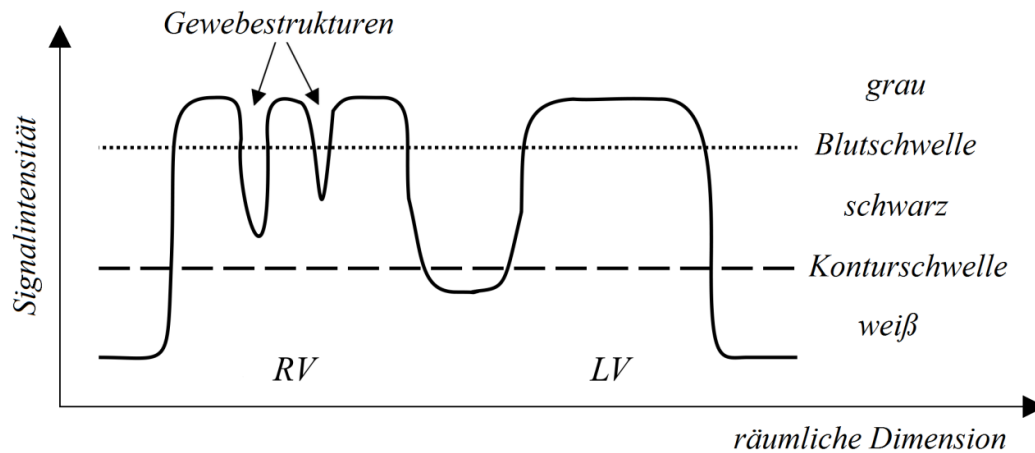 Gewebestrukturen
grau
Blutschwelle
schwarz
Konturschwelle
weiß
Signalintensität
RV
LV
räumliche Dimension